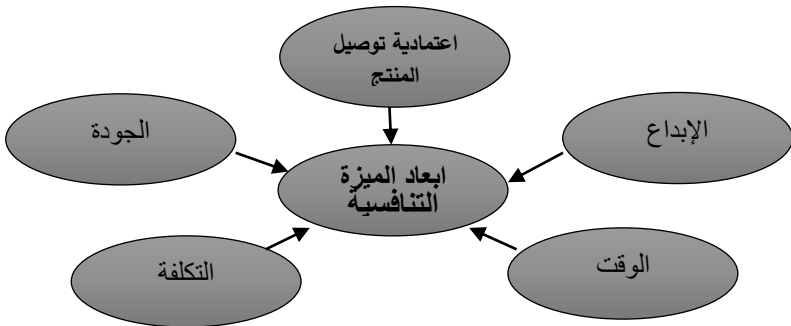 اعتمادية توصيل
المنتج
الإبداع
الجودة
ابعاد الميزة
التنافسية
الوقت
التكلفة